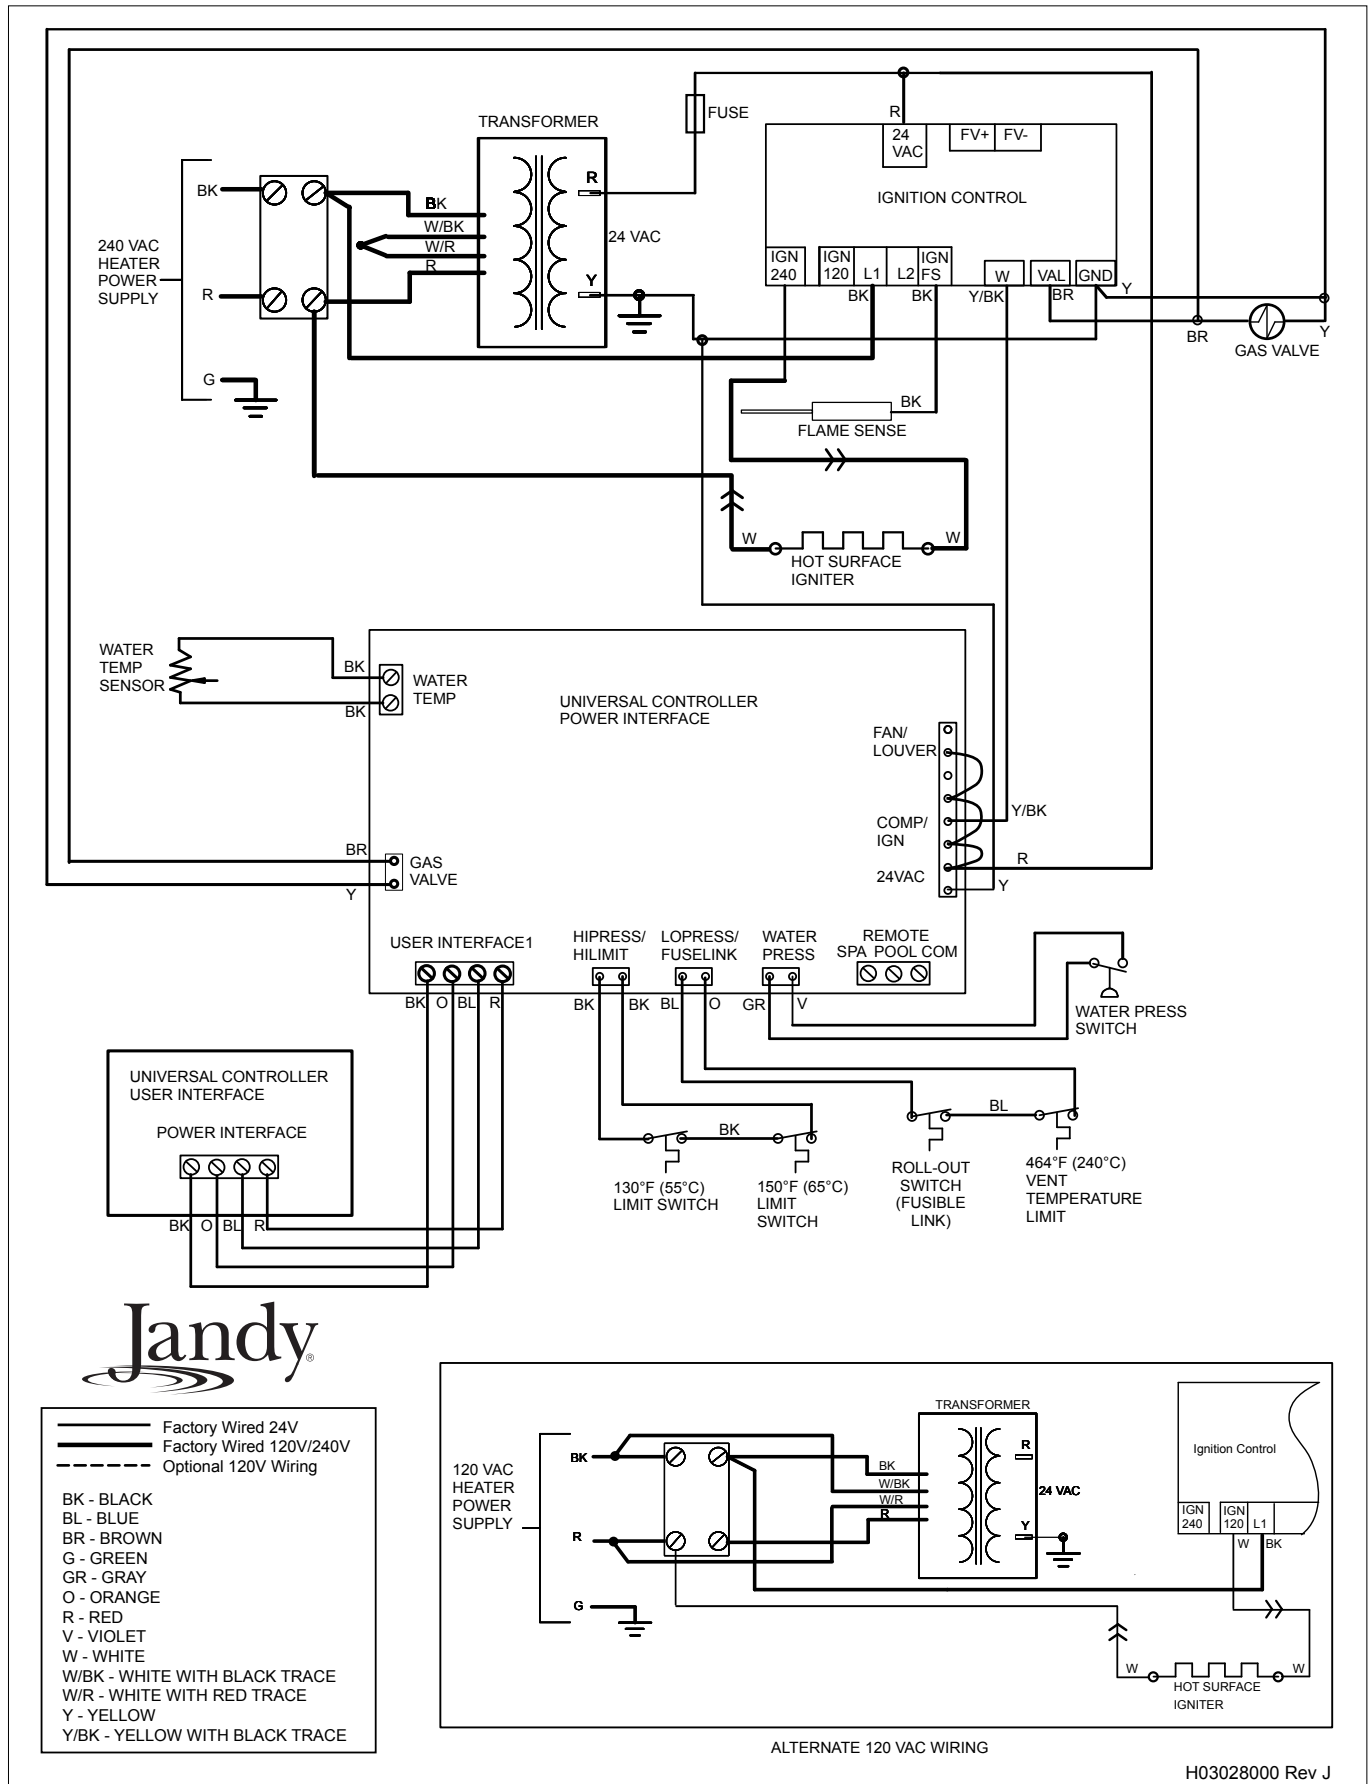 FUSE
TRANSFORMER
R
24
VAC
FV+
FV-
IGNITION CONTROL
BK
R
BK
W/BK
W/R
R
24 VAC
Y
240 VAC
HEATER
POWER
SUPPLY
R
G
IGN
240
IGN
120
L1
L2
IGN
FS
W
VAL
GND
BK
BK
Y/BK
BR
Y
BR
Y
GAS VALVE
BK
FLAME SENSE
W
W
HOT SURFACE
IGNITER
WATER
TEMP
SENSOR
BK
BK
WATER
TEMP
UNIVERSAL CONTROLLER
POWER INTERFACE
FAN/
LOUVER
COMP/
IGN
24VAC
Y/BK
R
Y
BR
Y
GAS
VALVE
USER INTERFACE1
HIPRESS/
HILIMIT
LOPRESS/
FUSELINK
WATER
PRESS
REMOTE
SPA POOL COM
BK O BL R
BK BK BL O GR V
WATER PRESS
SWITCH
UNIVERSAL CONTROLLER
USER INTERFACE
POWER INTERFACE
BK O BL R
BK
BL
130°F (55°C)
LIMIT SWITCH
150°F (65°C)
LIMIT
SWITCH
ROLL-OUT
SWITCH
(FUSIBLE
LINK)
464°F (240°C)
VENT
TEMPERATURE
LIMIT
Jandy®
Factory Wired 24V
Factory Wired 120V/240V
Optional 120V Wiring
BK - BLACK
BL - BLUE
BR - BROWN
G - GREEN
GR - GRAY
O - ORANGE
R - RED
V - VIOLET
W - WHITE
W/BK - WHITE WITH BLACK TRACE
W/R - WHITE WITH RED TRACE
Y - YELLOW
Y/BK - YELLOW WITH BLACK TRACE
120 VAC
HEATER
POWER
SUPPLY
BK
R
G
TRANSFORMER
BK
W/BK
W/R
R
R
24 VAC
Y
Ignition Control
IGN
240
IGN
120
L1
W
BK
W
W
HOT SURFACE
IGNITER
ALTERNATE 120 VAC WIRING
H03028000 Rev J